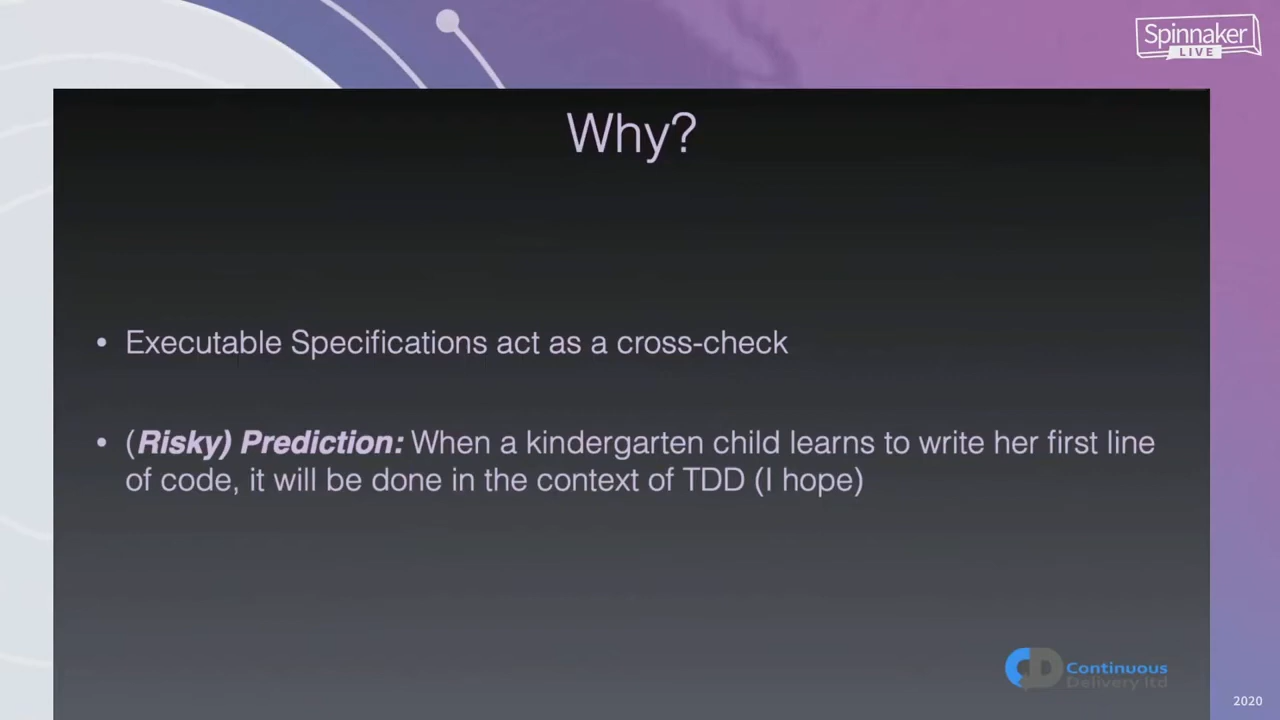 Spinnaker
LIVE
Why?
• Executable Specifications act as a cross-check
• (Risky) Prediction: When a kindergarten child learns to write her first line
of code, it will be done in the context of TDD (I hope)
CD Continuous
Delivery ltd
2020